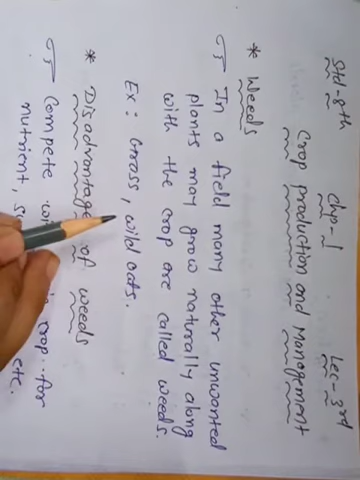 Std-8th Chp-1 Lec-3rd
Crop production and Management
* Weeds
→ In a field many other unwanted
plants may grow naturally along
with the crop are called weeds.
Ex: Grass, wild oats.
* Disadvantage of weeds
→ Compete crop for
nutrient, etc.